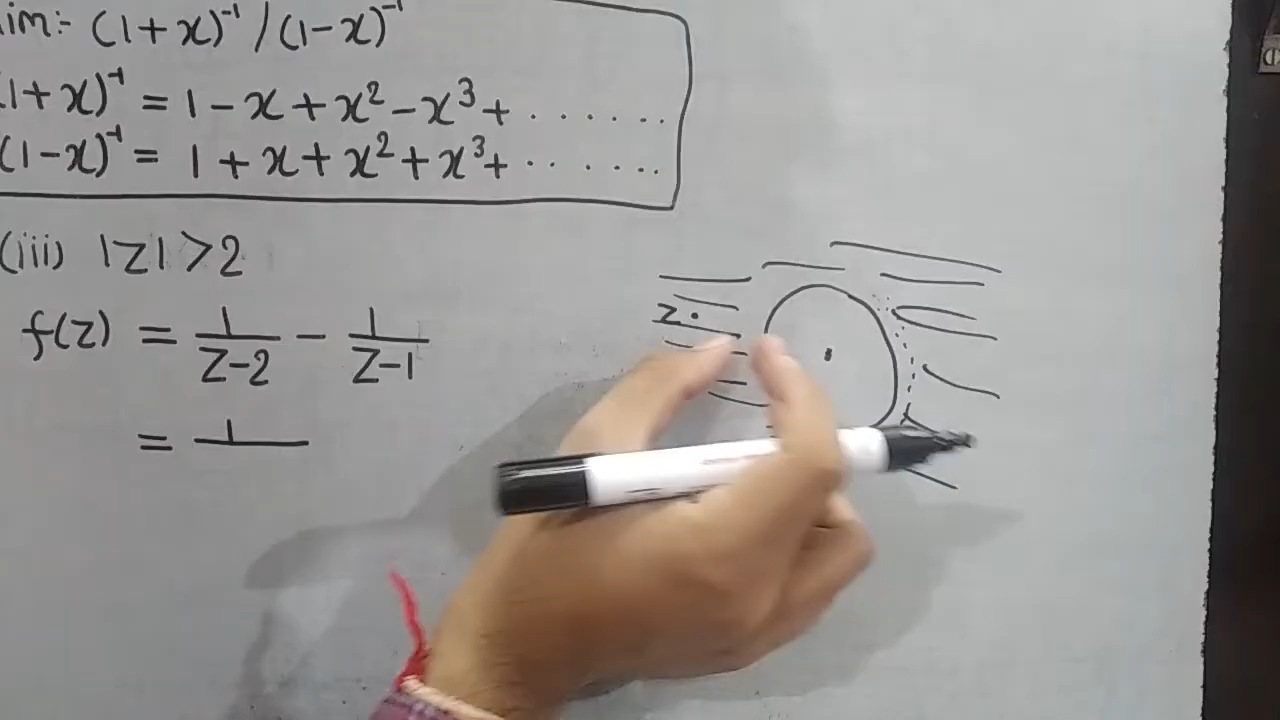 im:- (1+x)⁻¹ / (1-x)⁻¹
(1+x)⁻¹ = 1 - x + x² - x³ + .......
(1-x)⁻¹ = 1 + x + x² + x³ + .......
(iii) |z| > 2
f(z) = 1/(z-2) - 1/(z-1)
= 1/
z.